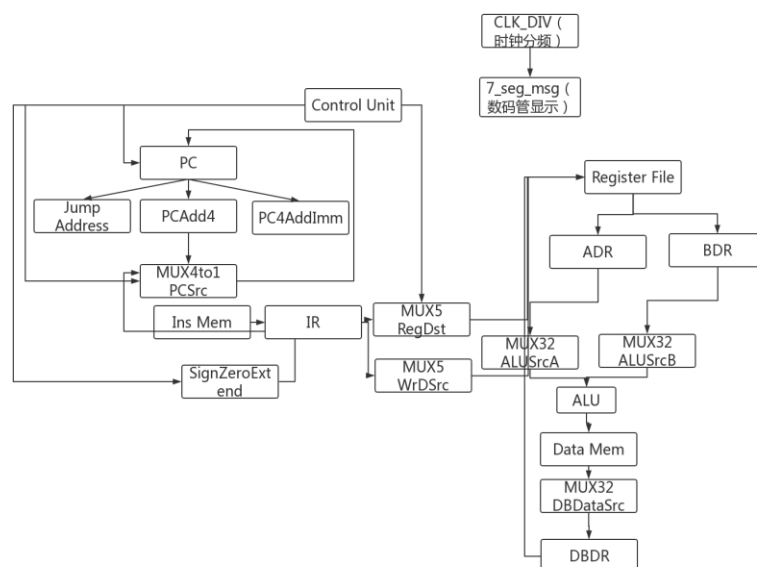 CLK_DIV（
时钟分频）
7_seg_msg（
数码管显示）
Control Unit
PC
Register File
Jump
Address
PCAdd4
PC4AddImm
ADR
BDR
MUX4to1
PCSrc
Ins Mem
IR
MUX5
RegDst
MUX32
ALUSrcA
MUX32
ALUSrcB
SignZeroExt
end
MUX5
WrDSrc
ALU
Data Mem
MUX32
DBDataSrc
DBDR